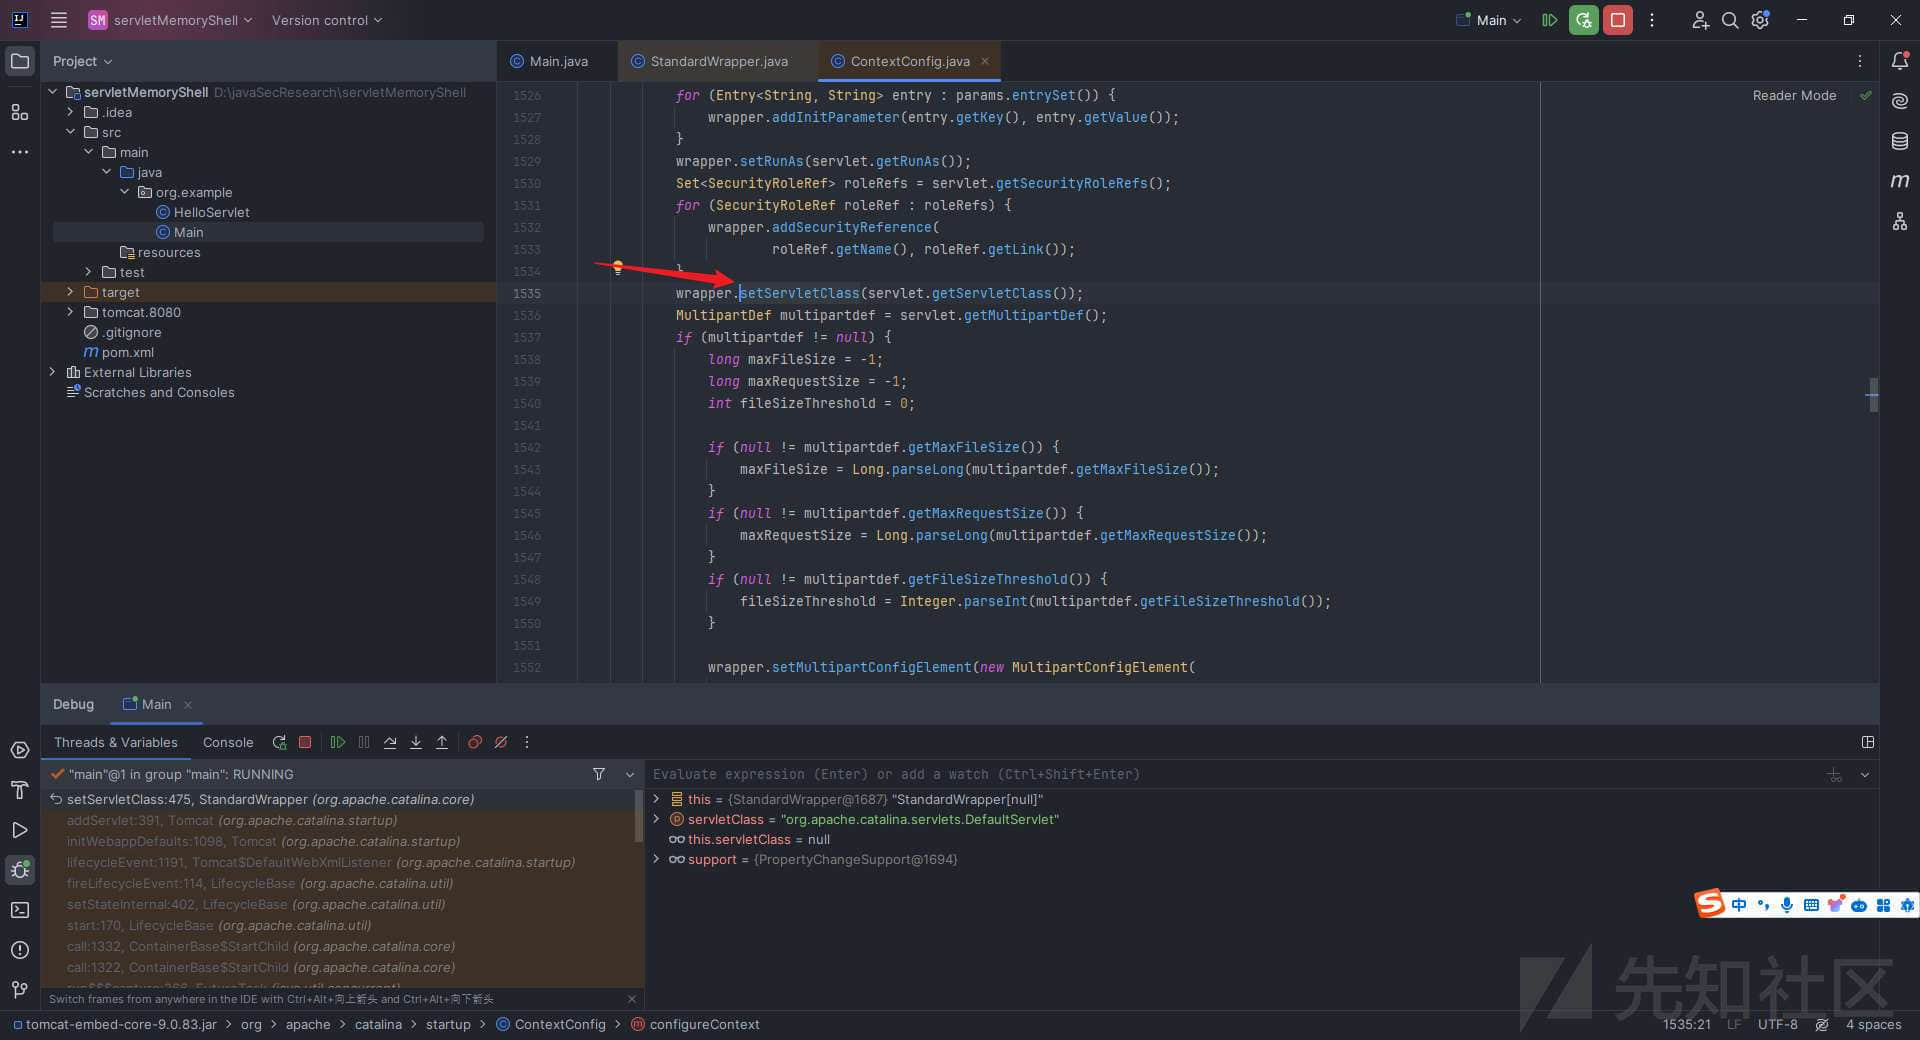 SM servletMemoryShell Version control Main
Project
Main.java StandardWrapper.java ContextConfig.java
servletMemoryShell D:\javaSecResearch\servletMemoryShell
.idea
src
main
java
org.example
HelloServlet
Main
resources
test
target
tomcat.8080
.gitignore
pom.xml
External Libraries
Scratches and Consoles
Reader Mode
1526 for (Entry<String, String> entry : params.entrySet()) {
1527 wrapper.addInitParameter(entry.getKey(), entry.getValue());
1528 }
1529 wrapper.setRunAs(servlet.getRunAs());
1530 Set<SecurityRoleRef> roleRefs = servlet.getSecurityRoleRefs();
1531 for (SecurityRoleRef roleRef : roleRefs) {
1532 wrapper.addSecurityReference(
1533 roleRef.getName(), roleRef.getLink());
1534 }
1535 wrapper.setServletClass(servlet.getServletClass());
1536 MultipartDef multipartdef = servlet.getMultipartDef();
1537 if (multipartdef != null) {
1538 long maxFileSize = -1;
1539 long maxRequestSize = -1;
1540 int fileSizeThreshold = 0;
1541
1542 if (null != multipartdef.getMaxFileSize()) {
1543 maxFileSize = Long.parseLong(multipartdef.getMaxFileSize());
1544 }
1545 if (null != multipartdef.getMaxRequestSize()) {
1546 maxRequestSize = Long.parseLong(multipartdef.getMaxRequestSize());
1547 }
1548 if (null != multipartdef.getFileSizeThreshold()) {
1549 fileSizeThreshold = Integer.parseInt(multipartdef.getFileSizeThreshold());
1550 }
1551
1552 wrapper.setMultipartConfigElement(new MultipartConfigElement(
Debug Main
Threads & Variables Console
"main"@1 in group "main": RUNNING
setServletClass:475, StandardWrapper (org.apache.catalina.core)
addServlet:391, Tomcat (org.apache.catalina.startup)
initWebappDefaults:1098, Tomcat (org.apache.catalina.startup)
lifecycleEvent:1191, Tomcat$DefaultWebXmlListener (org.apache.catalina.startup)
fireLifecycleEvent:114, LifecycleBase (org.apache.catalina.util)
setStateInternal:402, LifecycleBase (org.apache.catalina.util)
start:170, LifecycleBase (org.apache.catalina.util)
call:1332, ContainerBase$StartChild (org.apache.catalina.core)
call:1322, ContainerBase$StartChild (org.apache.catalina.core)
run$$$capture:266, FutureTask (java.util.concurrent)
Switch frames from anywhere in the IDE with Ctrl+Alt+向上箭头 and Ctrl+Alt+向下箭头
Evaluate expression (Enter) or add a watch (Ctrl+Shift+Enter)
this = {StandardWrapper@1687} "StandardWrapper[null]"
servletClass = "org.apache.catalina.servlets.DefaultServlet"
this.servletClass = null
support = {PropertyChangeSupport@1694}
中
先知社区
tomcat-embed-core-9.0.83.jar org apache catalina startup ContextConfig configureContext
1535:21 LF UTF-8 4 spaces